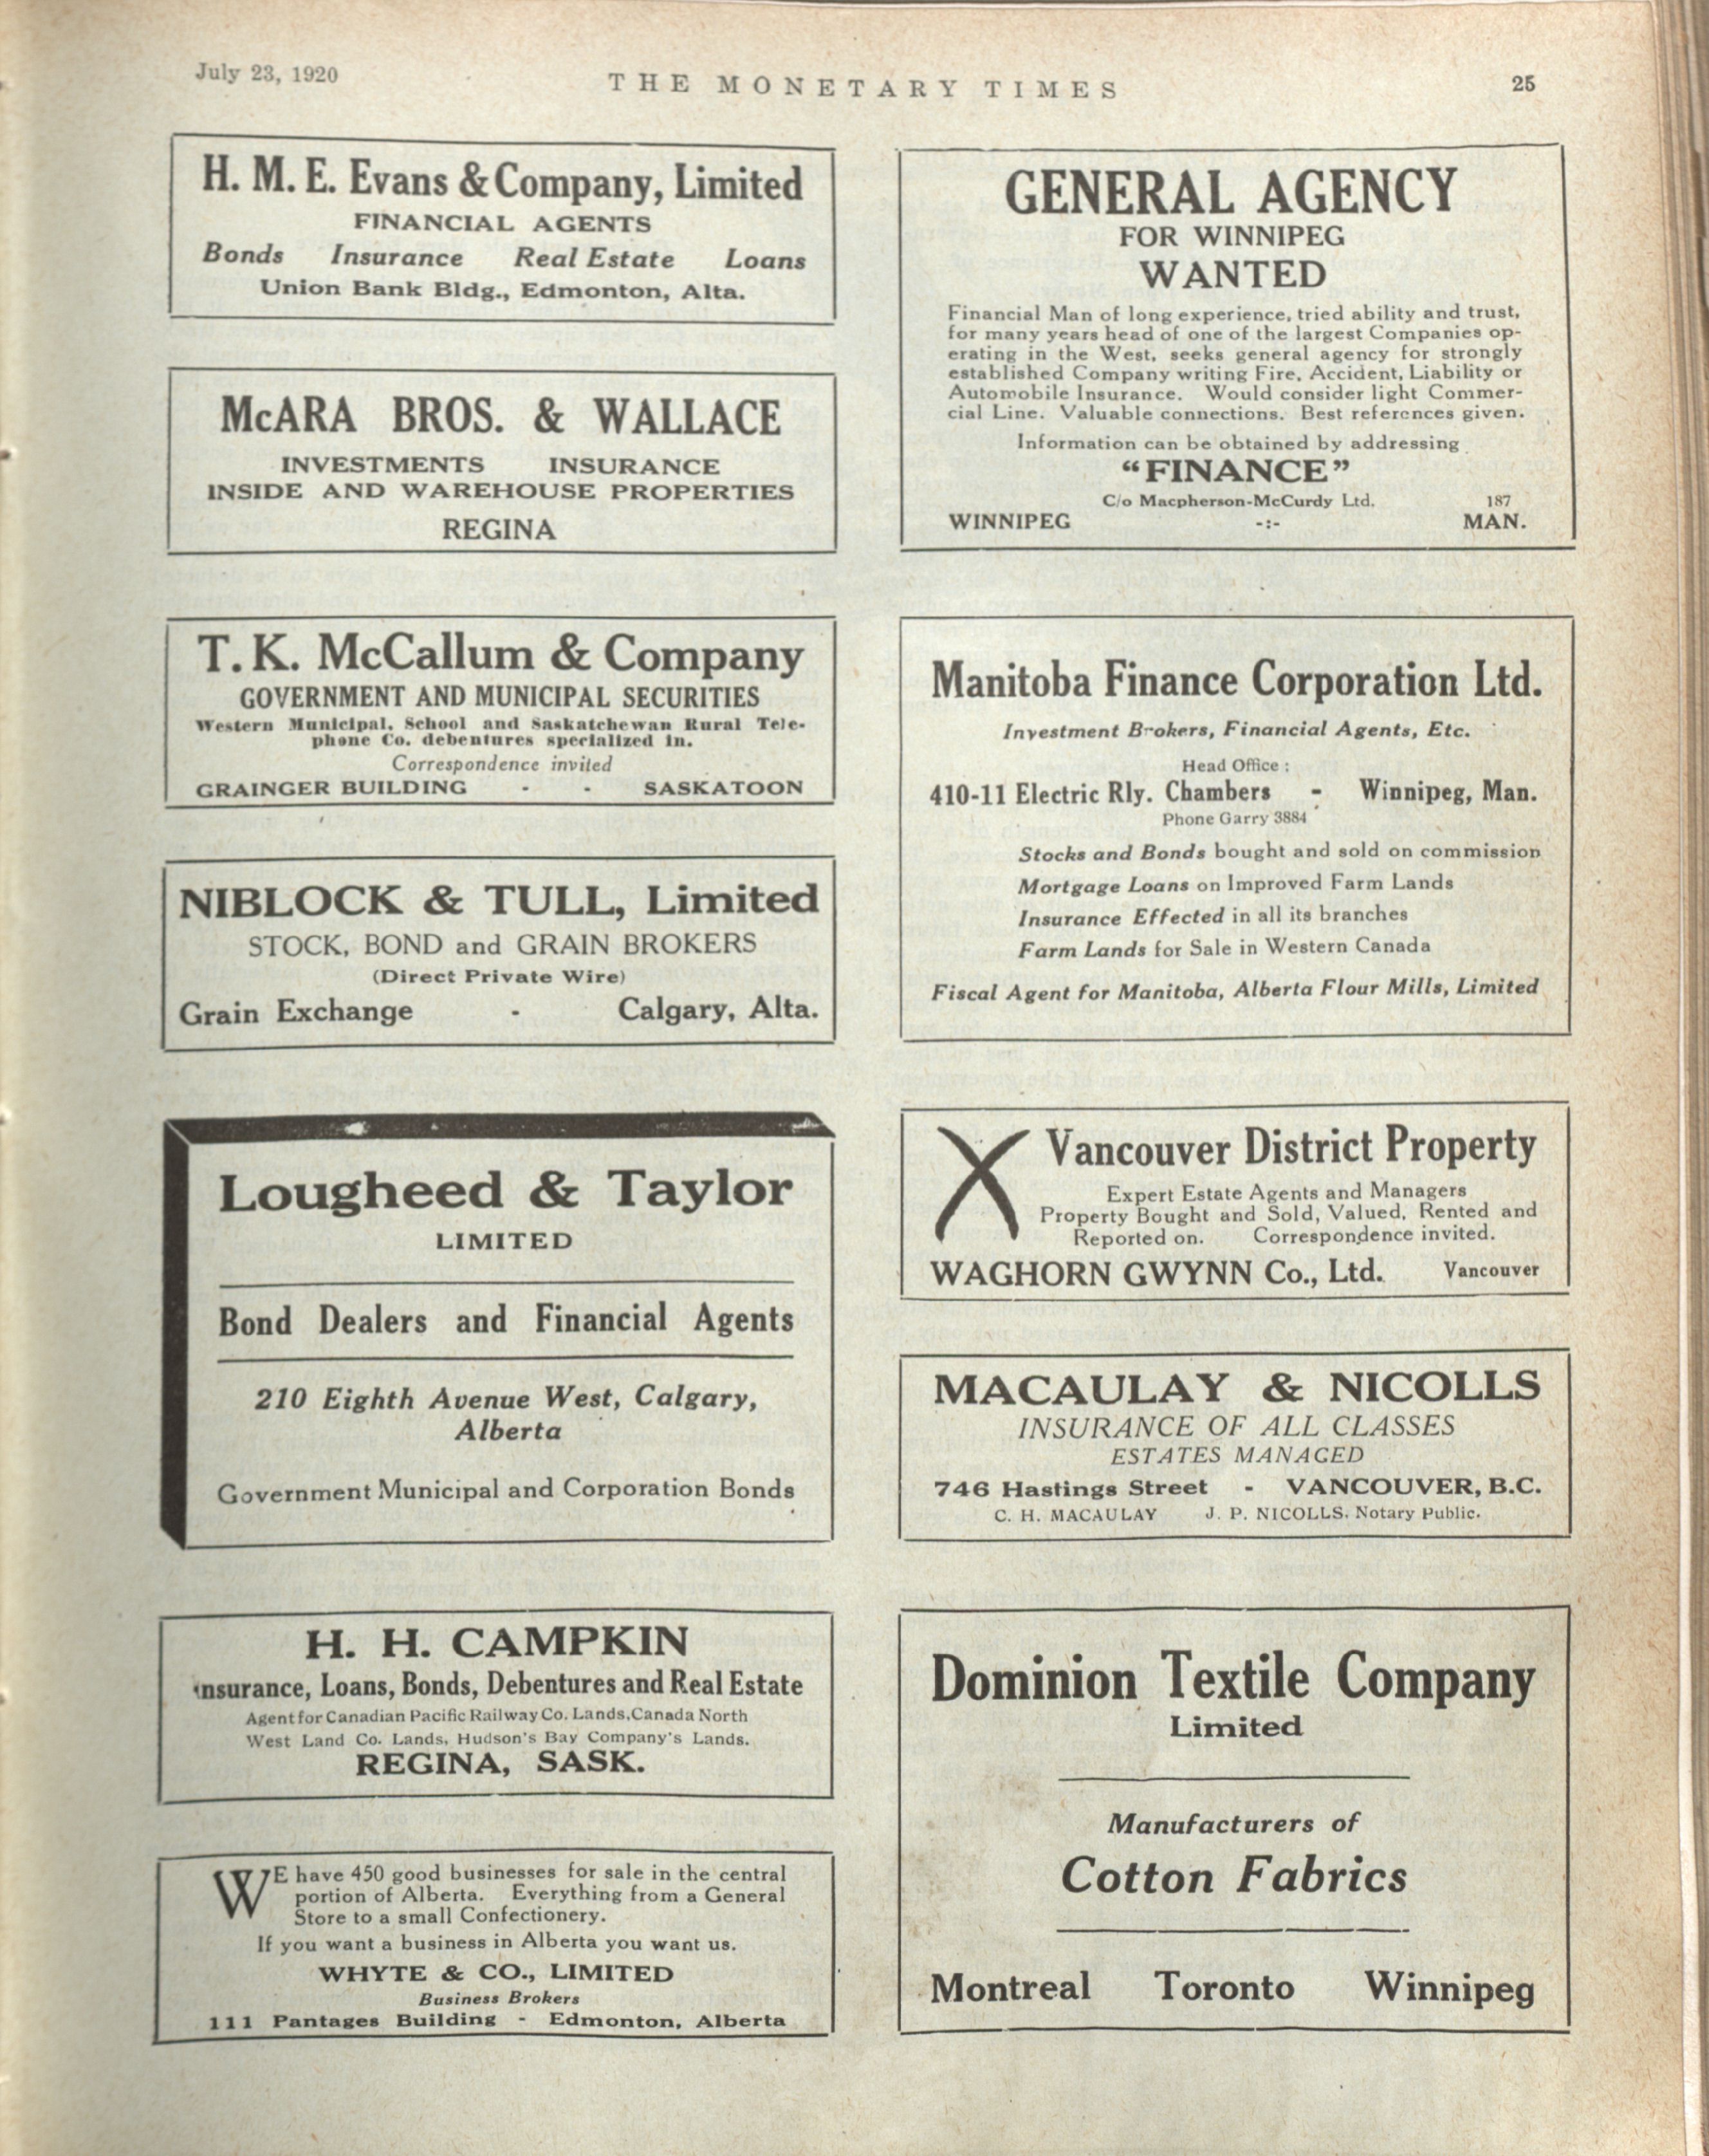 July 23, 1920
THE MONETARY TIMES
25
H. M. E. Evans & Company, Limited
FINANCIAL AGENTS
Bonds Insurance Real Estate Loans
Union Bank Bldg., Edmonton, Alta.
McARA BROS. & WALLACE
INVESTMENTS INSURANCE
INSIDE AND WAREHOUSE PROPERTIES
REGINA
T. K. McCallum & Company
GOVERNMENT AND MUNICIPAL SECURITIES
Western Municipal, School and Saskatchewan Rural Tele-
phone Co. debentures specialized in.
Correspondence invited
GRAINGER BUILDING - - SASKATOON
NIBLOCK & TULL, Limited
STOCK, BOND and GRAIN BROKERS
(Direct Private Wire)
Grain Exchange - Calgary, Alta.
Lougheed & Taylor
LIMITED
Bond Dealers and Financial Agents
210 Eighth Avenue West, Calgary,
Alberta
Government Municipal and Corporation Bonds
H. H. CAMPKIN
Insurance, Loans, Bonds, Debentures and Real Estate
Agent for Canadian Pacific Railway Co. Lands, Canada North
West Land Co. Lands, Hudson's Bay Company's Lands.
REGINA, SASK.
WE have 450 good businesses for sale in the central
portion of Alberta. Everything from a General
Store to a small Confectionery.
If you want a business in Alberta you want us.
WHYTE & CO., LIMITED
Business Brokers
111 Pantages Building - Edmonton, Alberta
GENERAL AGENCY
FOR WINNIPEG
WANTED
Financial Man of long experience, tried ability and trust,
for many years head of one of the largest Companies op-
erating in the West, seeks general agency for strongly
established Company writing Fire, Accident, Liability or
Automobile Insurance. Would consider light Commer-
cial Line. Valuable connections. Best references given.
Information can be obtained by addressing
"FINANCE"
C/o Macpherson-McCurdy Ltd. 187
WINNIPEG -:- MAN.
Manitoba Finance Corporation Ltd.
Investment Brokers, Financial Agents, Etc.
Head Office :
410-11 Electric Rly. Chambers - Winnipeg, Man.
Phone Garry 3884
Stocks and Bonds bought and sold on commission
Mortgage Loans on Improved Farm Lands
Insurance Effected in all its branches
Farm Lands for Sale in Western Canada
Fiscal Agent for Manitoba, Alberta Flour Mills, Limited
X Vancouver District Property
Expert Estate Agents and Managers
Property Bought and Sold, Valued, Rented and
Reported on. Correspondence invited.
WAGHORN GWYNN Co., Ltd. Vancouver
MACAULAY & NICOLLS
INSURANCE OF ALL CLASSES
ESTATES MANAGED
746 Hastings Street - VANCOUVER, B.C.
C. H. MACAULAY J. P. NICOLLS, Notary Public.
Dominion Textile Company
Limited
Manufacturers of
Cotton Fabrics
Montreal Toronto Winnipeg